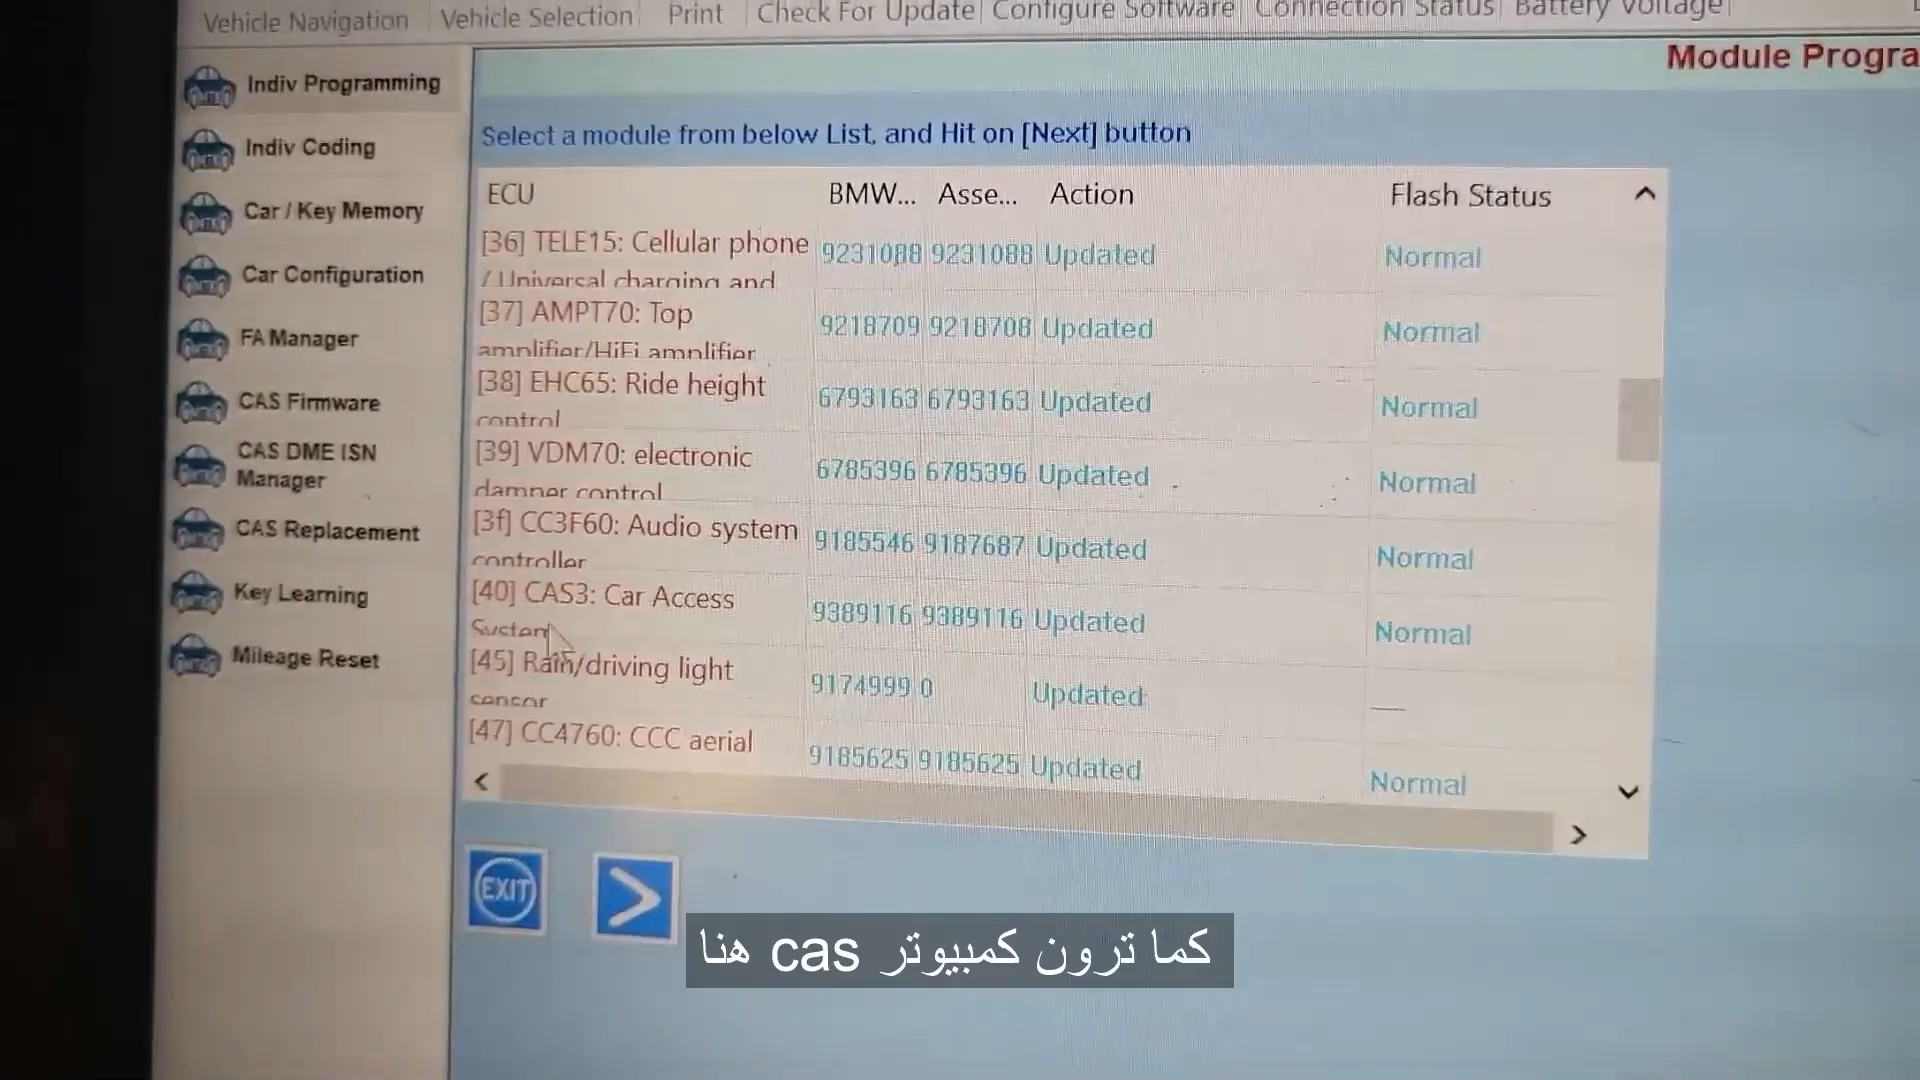 Vehicle Navigation
Vehicle Selection
Print
Check For Update
Configure Software
Connection Status
Battery Voltage
Module Progra
Indiv Programming
Indiv Coding
Car / Key Memory
Car Configuration
FA Manager
CAS Firmware
CAS DME ISN
Manager
CAS Replacement
Key Learning
Mileage Reset
Select a module from below List, and Hit on [Next] button
ECU BMW... Asse... Action Flash Status
[36] TELE15: Cellular phone
/ Universal charging and
9231088 9231088 Updated Normal
[37] AMPT70: Top
amplifier/HiFi amplifier
9218709 9218708 Updated Normal
[38] EHC65: Ride height
control
6793163 6793163 Updated Normal
[39] VDM70: electronic
damper control
6785396 6785396 Updated Normal
[3f] CC3F60: Audio system
controller
9185546 9187687 Updated Normal
[40] CAS3: Car Access
System
9389116 9389116 Updated Normal
[45] Rain/driving light
sensor
9174999 0 Updated —
[47] CC4760: CCC aerial
9185625 9185625 Updated Normal
EXIT
كما ترون كمبيوتر cas هنا